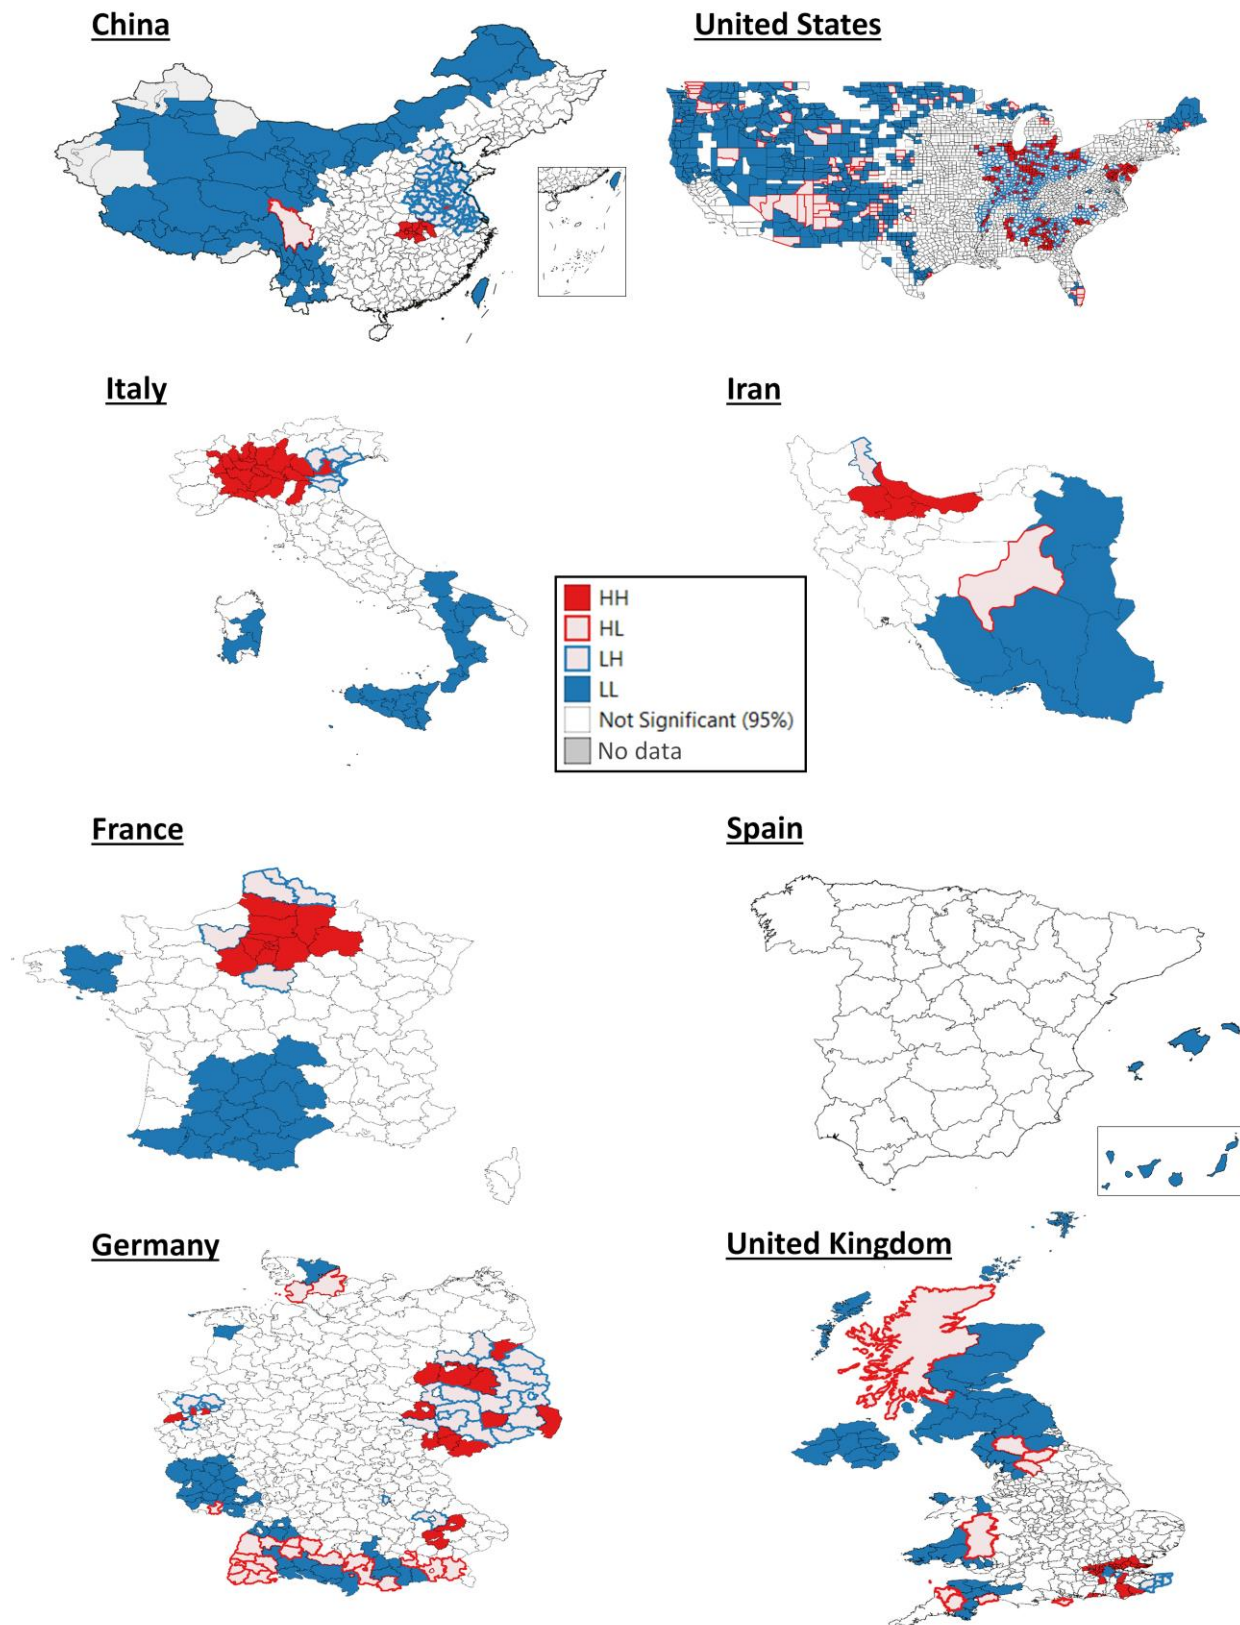 China
United States
Italy
Iran
HH
HL
LH
LL
Not Significant (95%)
No data
France
Spain
Germany
United Kingdom